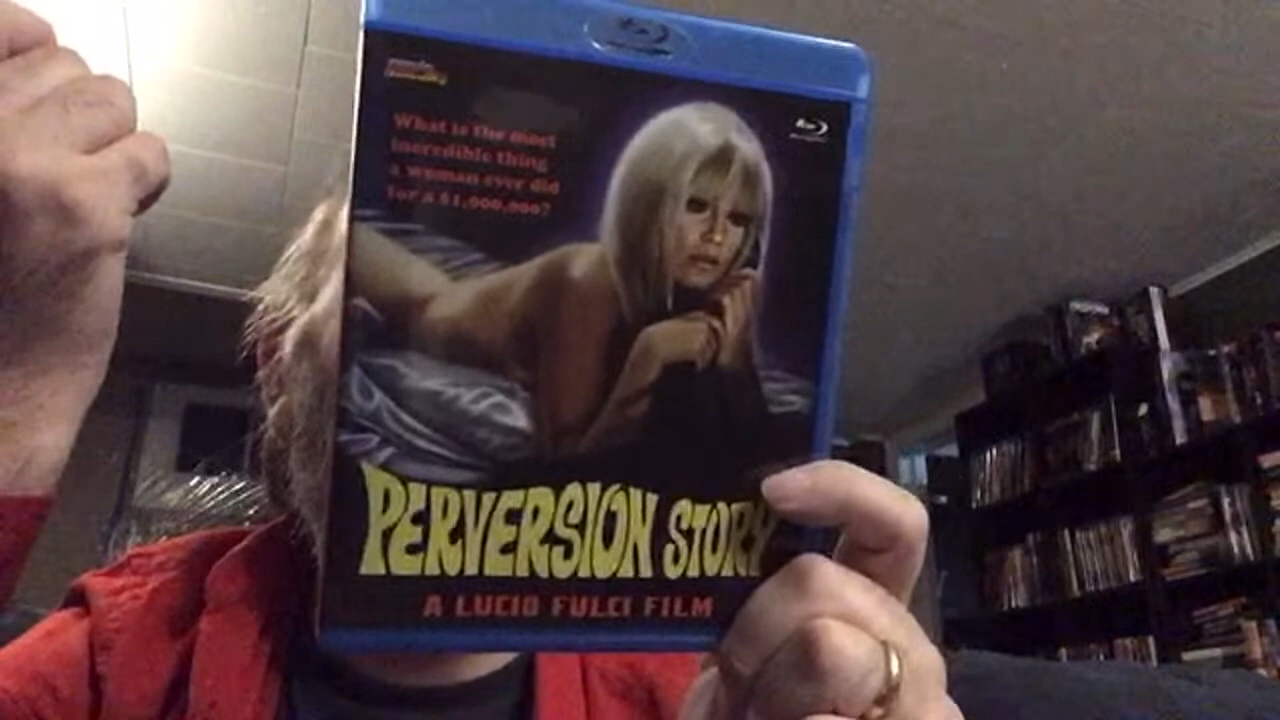 What is the most
incredible thing
a woman ever did
for a $1,000,000?
PERVERSION STORY
A LUCIO FULCI FILM